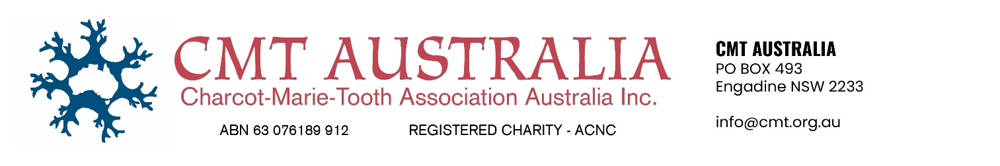 CMT AUSTRALIA
Charcot-Marie-Tooth Association Australia Inc.
ABN 63 076189 912 REGISTERED CHARITY - ACNC
CMT AUSTRALIA
PO BOX 493
Engadine NSW 2233
info@cmt.org.au